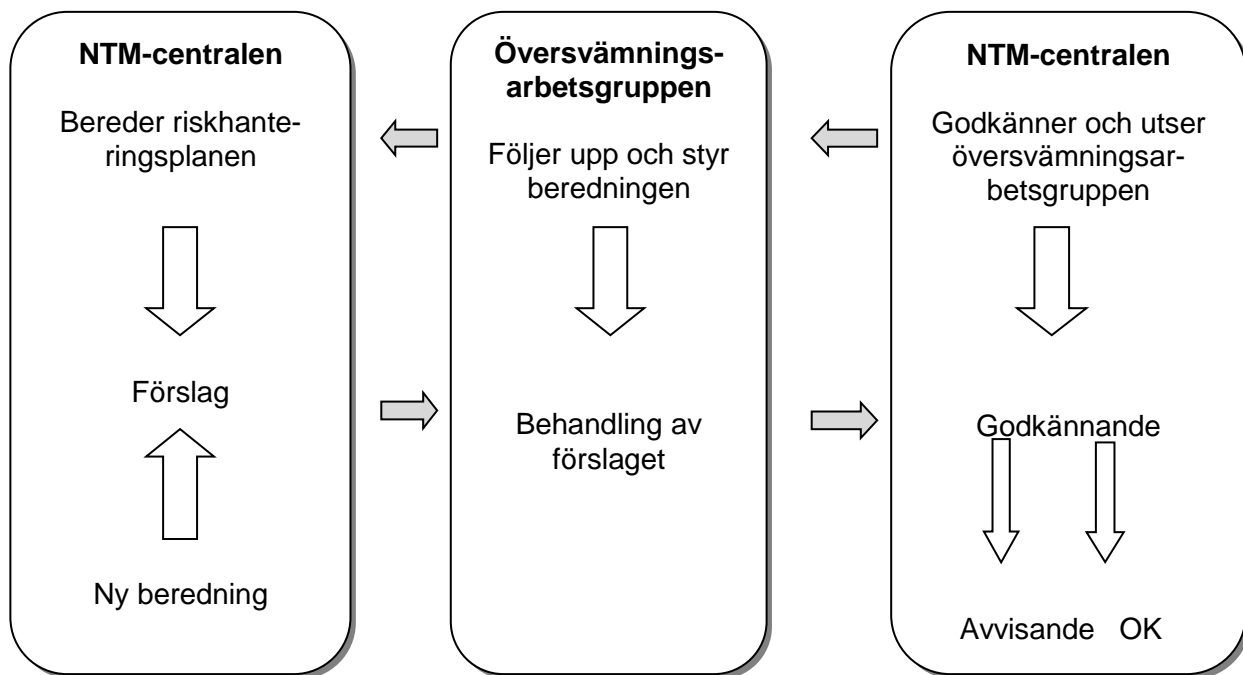 NTM-centralen
Bereder riskhante-
ringsplanen
Förslag
Ny beredning
Översvämnings-
arbetsgruppen
Följer upp och styr
beredningen
Behandling av
förslaget
NTM-centralen
Godkänner och utser
översvämningsar-
betsgruppen
Godkännande
Avvisande OK